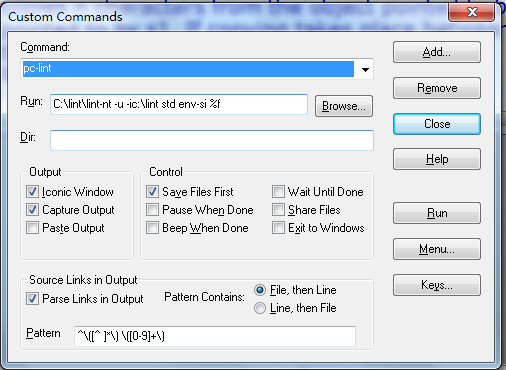 Custom Commands
Command:
pc-lint
Run:
C:\lint\lint-nt -u -ic:\lint std env-si %f
Browse...
Dir:
Output
Iconic Window
Capture Output
Paste Output
Control
Save Files First
Pause When Done
Beep When Done
Wait Until Done
Share Files
Exit to Windows
Source Links in Output
Parse Links in Output
Pattern Contains:
File, then Line
Line, then File
Pattern
^\([^ ]*\) \([0-9]+\)
Add...
Remove
Close
Help
Run
Menu...
Keys...